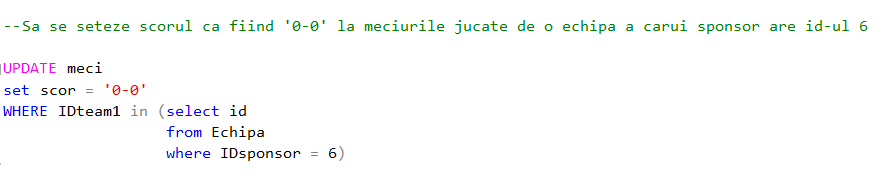 --Sa se seteze scorul ca fiind '0-0' la meciurile jucate de o echipa a carui sponsor are id-ul 6
UPDATE meci
set scor = '0-0'
WHERE IDteam1 in (select id
from Echipa
where IDsponsor = 6)